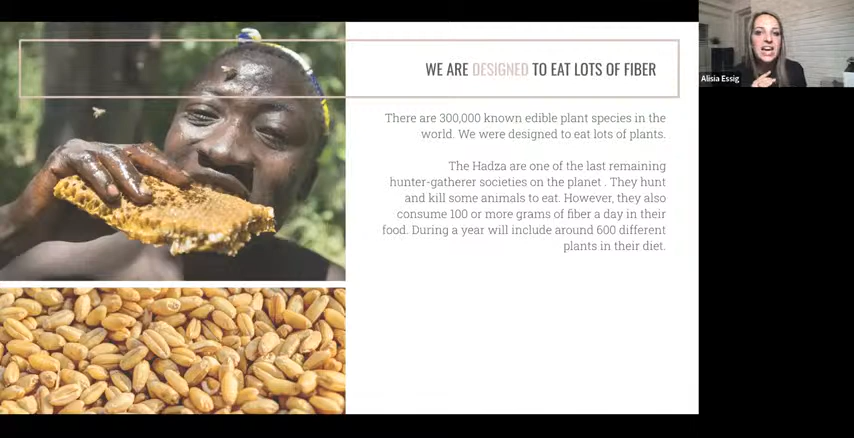 WE ARE DESIGNED TO EAT LOTS OF FIBER
There are 300,000 known edible plant species in the
world. We were designed to eat lots of plants.
The Hadza are one of the last remaining
hunter-gatherer societies on the planet . They hunt
and kill some animals to eat. However, they also
consume 100 or more grams of fiber a day in their
food. During a year will include around 600 different
plants in their diet.
Alisia Essig